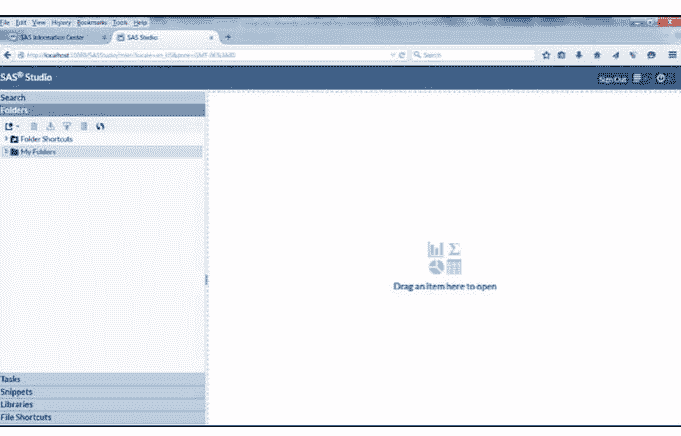 File Edit View History Bookmarks Tools Help
SAS Information Center
SAS Studio
Search
SAS® Studio
Sign Out
Search
Folders
Folder Shortcuts
My Folders
Drag an item here to open
Tasks
Snippets
Libraries
File Shortcuts